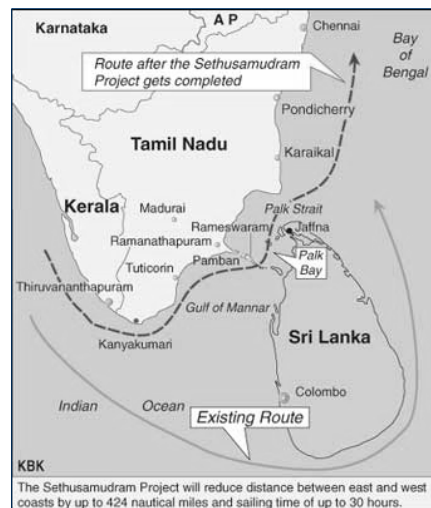 Karnataka
A P
Chennai
Route after the Sethusamudram
Project gets completed
Bay
of
Bengal
Pondicherry
Tamil Nadu
Karaikal
Kerala
Madurai
Palk Strait
Rameswaram
Jaffna
Ramanathapuram
Pamban
Palk
Bay
Tuticorin
Thiruvananthapuram
Gulf of Mannar
Kanyakumari
Sri Lanka
Colombo
Indian Ocean
Existing Route
KBK
The Sethusamudram Project will reduce distance between east and west
coasts by up to 424 nautical miles and sailing time of up to 30 hours.